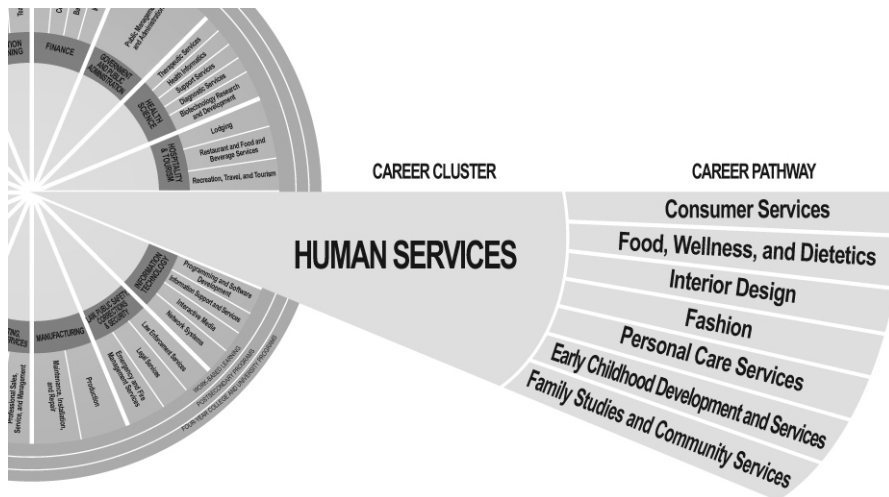 FINANCE
GOVERNMENT
AND PUBLIC
ADMINISTRATION
Public Management
and Administration
HEALTH
SCIENCE
Therapeutic Services
Health Informatics
Support Services
Diagnostic Services
Biotechnology Research
and Development
HOSPITALITY
& TOURISM
Lodging
Restaurant and Food and
Beverage Services
Recreation, Travel, and Tourism
CAREER CLUSTER
CAREER PATHWAY
HUMAN SERVICES
Consumer Services
Food, Wellness, and Dietetics
Interior Design
Fashion
Personal Care Services
Early Childhood Development and Services
Family Studies and Community Services
INFORMATION
TECHNOLOGY
Programming and Software
Development
Information Support and Services
Interactive Media
Network Systems
LAW, PUBLIC SAFETY,
CORRECTIONS
& SECURITY
Law Enforcement Services
Legal Services
Emergency and Fire
Management Services
MANUFACTURING
Production
Maintenance, Installation,
and Repair
Professional Sales,
Service, and Management
WORK-BASED LEARNING
POSTSECONDARY PROGRAMS
FOUR-YEAR COLLEGE AND UNIVERSITY PROGRAMS